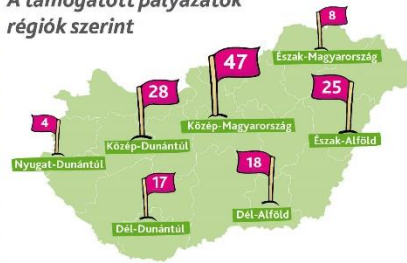 A támogatott pályázatok
régiók szerint
8
Észak-Magyarország
47
Közép-Magyarország
28
Közép-Dunántúl
25
Észak-Alföld
4
Nyugat-Dunántúl
17
Dél-Dunántúl
18
Dél-Alföld